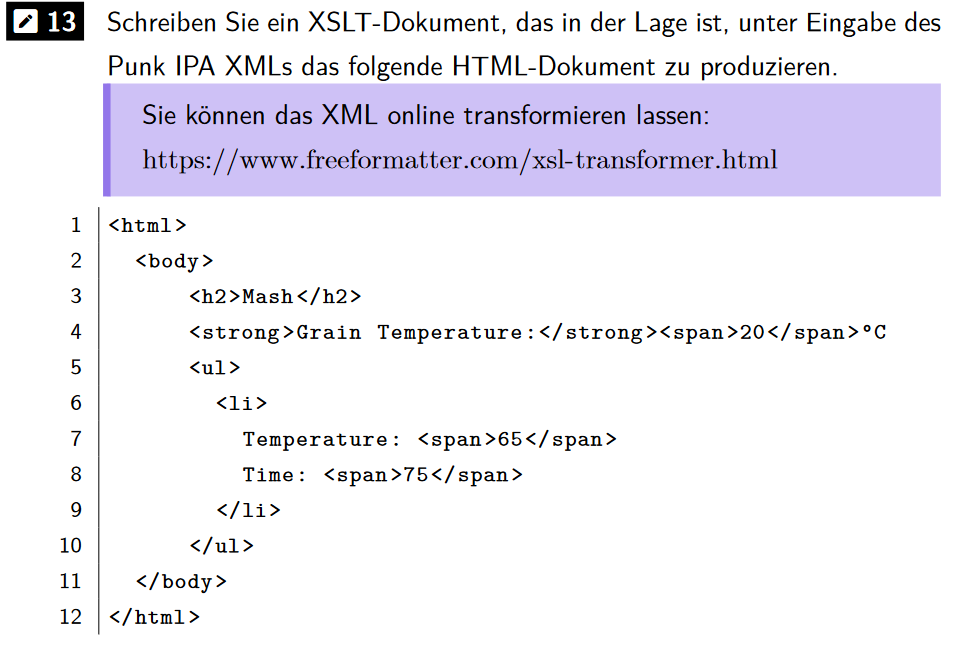 13 Schreiben Sie ein XSLT-Dokument, das in der Lage ist, unter Eingabe des
Punk IPA XMLs das folgende HTML-Dokument zu produzieren.
Sie können das XML online transformieren lassen:
https://www.freeformatter.com/xsl-transformer.html
1 <html>
2   <body>
3       <h2>Mash</h2>
4       <strong>Grain Temperature:</strong><span>20</span>°C
5       <ul>
6         <li>
7           Temperature: <span>65</span>
8           Time: <span>75</span>
9         </li>
10       </ul>
11   </body>
12 </html>